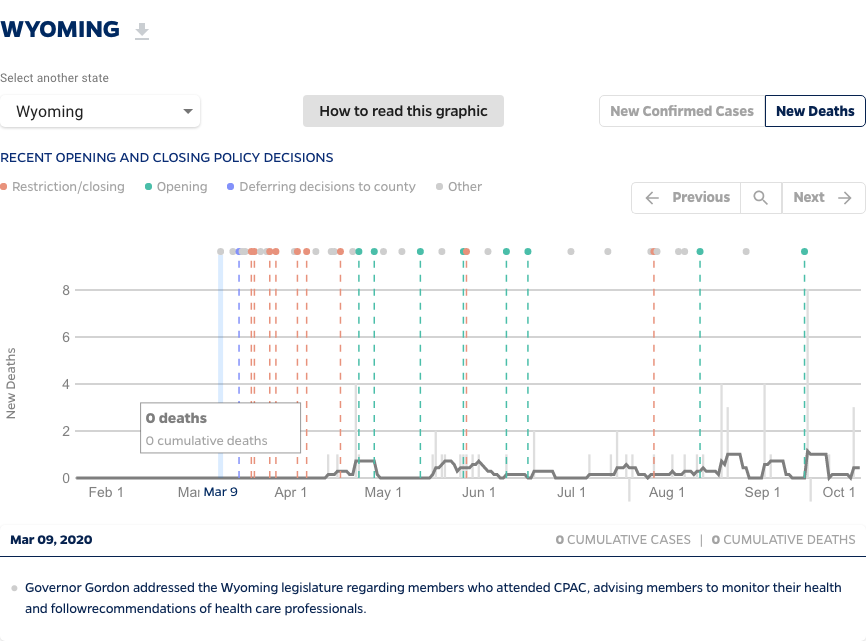 WYOMING
Select another state
Wyoming
How to read this graphic
New Confirmed Cases
New Deaths
RECENT OPENING AND CLOSING POLICY DECISIONS
Restriction/closing
Opening
Deferring decisions to county
Other
Previous
Next
8
6
4
2
0
New Deaths
0 deaths
0 cumulative deaths
Feb 1
Mar
Mar 9
Apr 1
May 1
Jun 1
Jul 1
Aug 1
Sep 1
Oct 1
Mar 09, 2020
0 CUMULATIVE CASES | 0 CUMULATIVE DEATHS
Governor Gordon addressed the Wyoming legislature regarding members who attended CPAC, advising members to monitor their health
and followrecommendations of health care professionals.